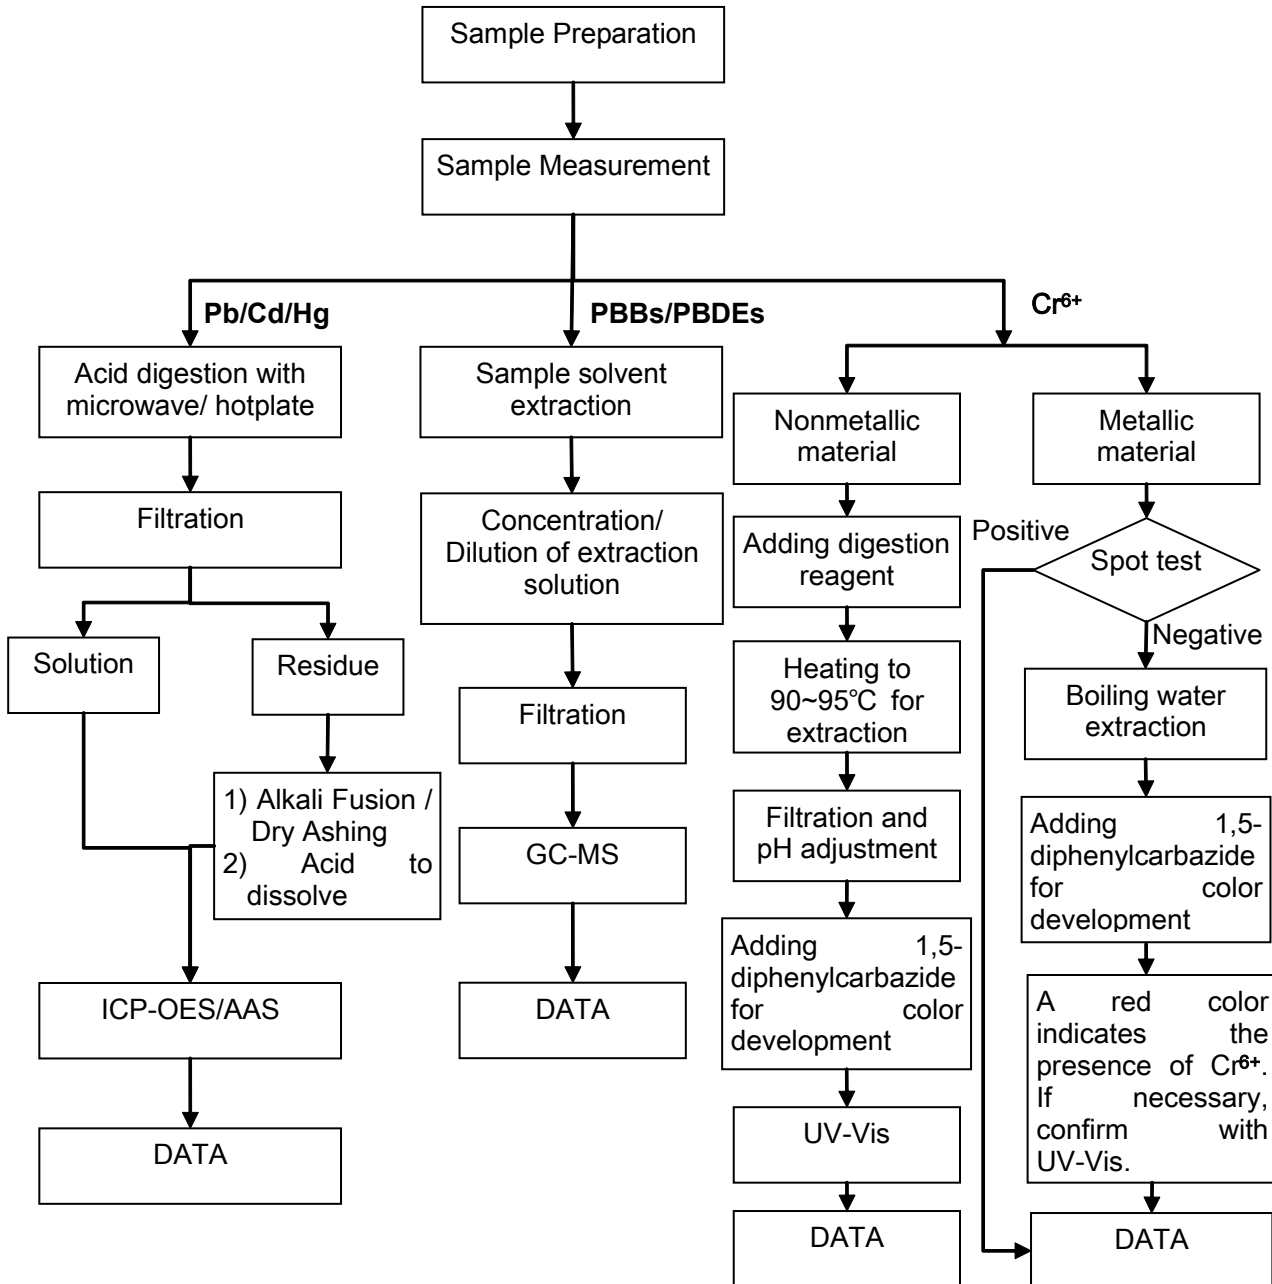 Sample Preparation
Sample Measurement
Pb/Cd/Hg
Acid digestion with
microwave/ hotplate
Filtration
Solution
Residue
1) Alkali Fusion /
Dry Ashing
2) Acid to
dissolve
ICP-OES/AAS
DATA
PBBs/PBDEs
Sample solvent
extraction
Concentration/
Dilution of extraction
solution
Filtration
GC-MS
DATA
Cr⁶⁺
Nonmetallic
material
Adding digestion
reagent
Heating to
90~95℃ for
extraction
Filtration and
pH adjustment
Adding 1,5-
diphenylcarbazide
for color
development
UV-Vis
DATA
Metallic
material
Spot test
Positive
Negative
Boiling water
extraction
Adding 1,5-
diphenylcarbazide
for color
development
A red color
indicates the
presence of Cr⁶⁺.
If necessary,
confirm with
UV-Vis.
DATA